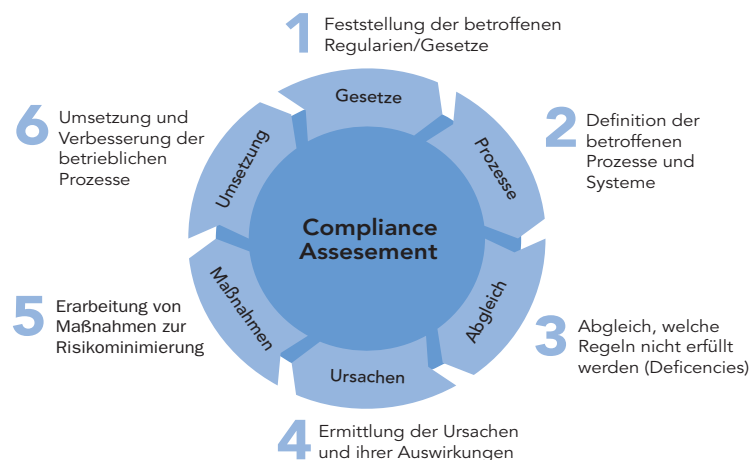 1 Feststellung der betroffenen
Regularien/Gesetze
Gesetze
2 Definition der
betroffenen
Prozesse und
Systeme
Prozesse
3 Abgleich, welche
Regeln nicht erfüllt
werden (Deficencies)
Abgleich
4 Ermittlung der Ursachen
und ihrer Auswirkungen
Ursachen
5 Erarbeitung von
Maßnahmen zur
Risikominimierung
Maßnahmen
6 Umsetzung und
Verbesserung der
betrieblichen
Prozesse
Umsetzung
Compliance
Assesement